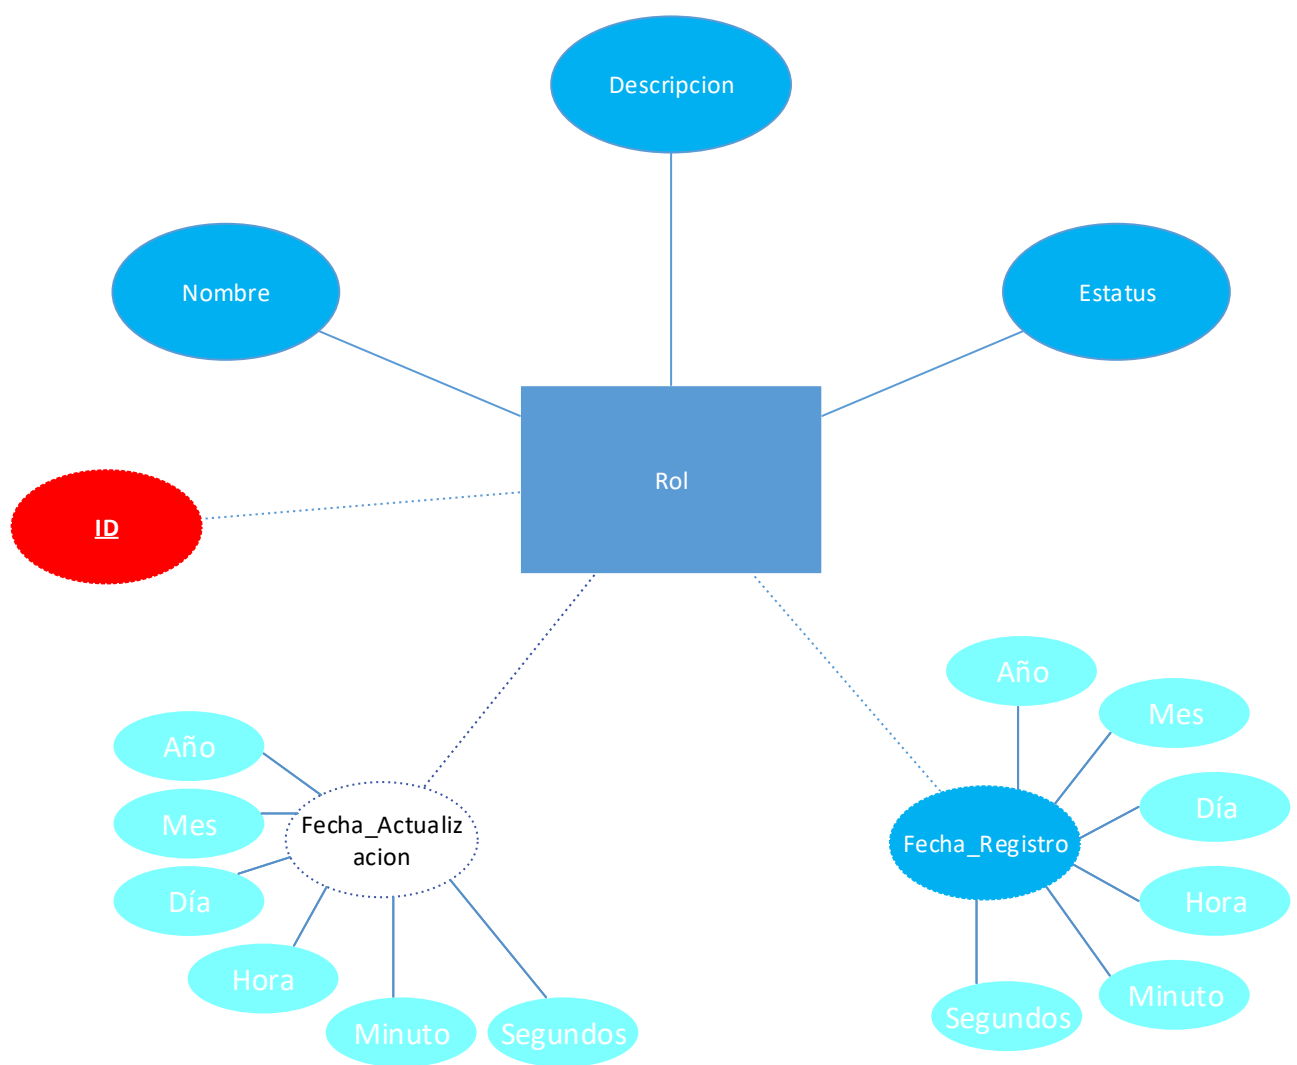 Descripcion
Nombre
Estatus
Rol
ID
Año
Mes
Día
Hora
Minuto
Segundos
Fecha_Actualiz
acion
Año
Mes
Día
Hora
Minuto
Segundos
Fecha_Registro